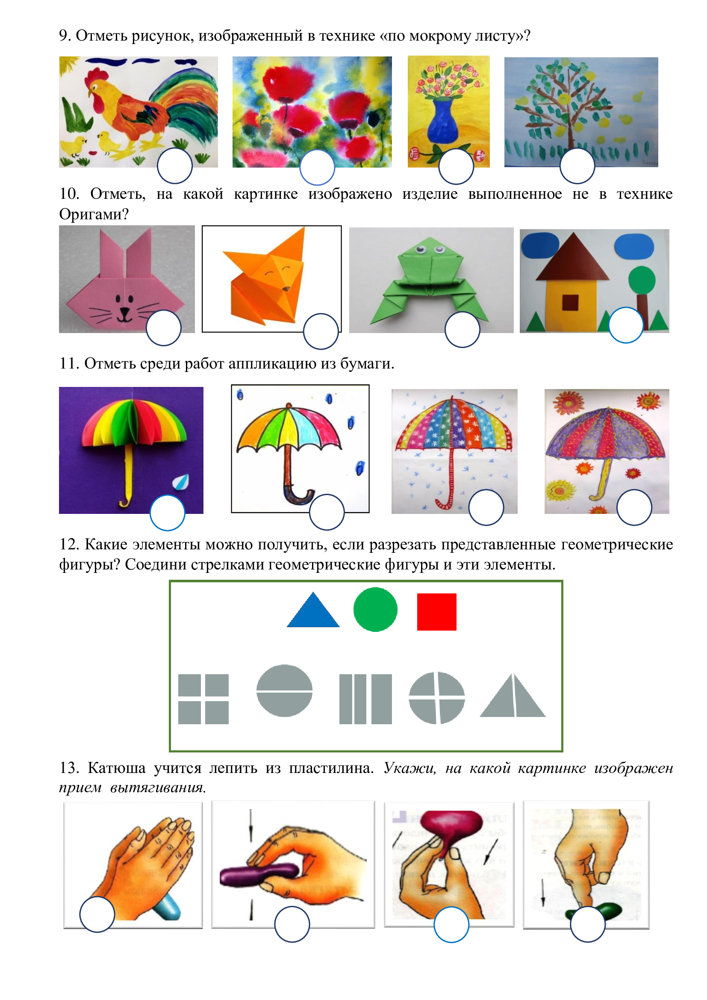 9. Отметь рисунок, изображенный в технике «по мокрому листу»?
10. Отметь, на какой картинке изображено изделие выполненное не в технике
Оригами?
11. Отметь среди работ аппликацию из бумаги.
12. Какие элементы можно получить, если разрезать представленные геометрические
фигуры? Соедини стрелками геометрические фигуры и эти элементы.
13. Катюша учится лепить из пластилина. Укажи, на какой картинке изображен
прием вытягивания.